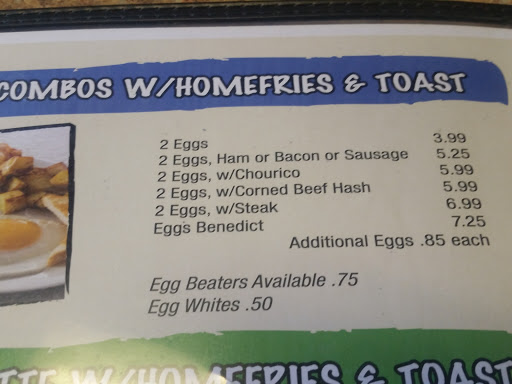 COMBOS W/HOMEFRIES & TOAST
2 Eggs 3.99
2 Eggs, Ham or Bacon or Sausage 5.25
2 Eggs, w/Chourico 5.99
2 Eggs, w/Corned Beef Hash 5.99
2 Eggs, w/Steak 6.99
Eggs Benedict 7.25
Additional Eggs .85 each
Egg Beaters Available .75
Egg Whites .50
W/HOMEFRIES & TOAST